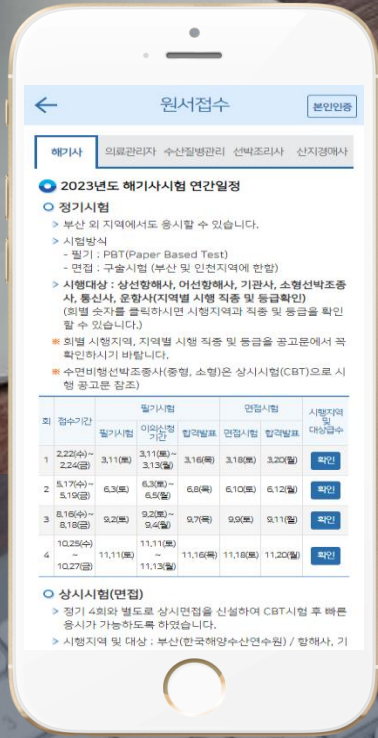 원서접수
본인인증
해기사 의료관리자 수산질병관리 선박조리사 산지경매사
2023년도 해기사시험 연간일정
정기시험
> 부산 외 지역에서도 응시할 수 있습니다.
> 시험방식
- 필기 : PBT(Paper Based Test)
- 면접 : 구술시험 (부산 및 인천지역에 한함)
> 시행대상 : 상선항해사, 어선항해사, 기관사, 소형선박조종
사, 통신사, 운항사(지역별 시행 직종 및 등급확인)
(회별 숫자를 클릭하시면 시행지역과 직종 및 등급을 확인
할 수 있습니다.)
※ 회별 시행지역, 지역별 시행 직종 및 등급을 공고문에서 꼭
확인하시기 바랍니다.
※ 수면비행선박조종사(중형, 소형)은 상시시험(CBT)으로 시
행 공고문 참조)
회 접수기간 필기시험 면접시험 시행지역 및 대상급수
필기시험 이의신청 기간 합격발표 면접시험 합격발표
1 2,22(수)~ 2,24(금) 3,11(토) 3,11(토)~ 3,13(월) 3,16(목) 3,18(토) 3,20(월) 확인
2 5,17(수)~ 5,19(금) 6,3(토) 6,3(토)~ 6,5(월) 6,8(목) 6,10(토) 6,12(월) 확인
3 8,16(수)~ 8,18(금) 9,2(토) 9,2(토)~ 9,4(월) 9,7(목) 9,9(토) 9,11(월) 확인
4 10,25(수) ~ 10,27(금) 11,11(토) 11,11(토) ~ 11,13(월) 11,16(목) 11,18(토) 11,20(월) 확인
상시시험(면접)
> 정기 4회와 별도로 상시면접을 신설하여 CBT시험 후 빠른
응시가 가능하도록 하였습니다.
> 시행지역 및 대상 : 부산(한국해양수산연수원) / 항해사, 기